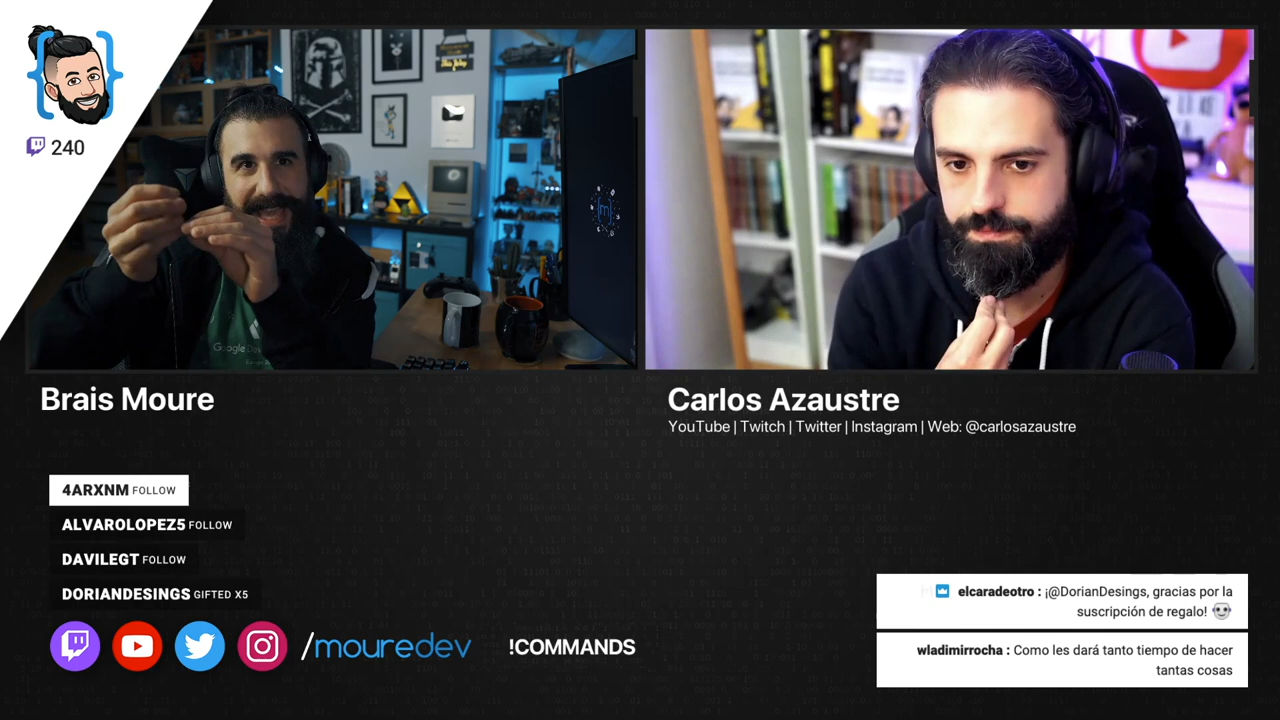 240
Google Dev
Brais Moure
Carlos Azaustre
YouTube | Twitch | Twitter | Instagram | Web: @carlosazaustre
4ARXNM FOLLOW
ALVAROLOPEZ5 FOLLOW
DAVILEGT FOLLOW
DORIANDESINGS GIFTED X5
/mouredev
!COMMANDS
elcaradeotro : ¡@DorianDesings, gracias por la
suscripción de regalo!
wladimirrocha : Como les dará tanto tiempo de hacer
tantas cosas